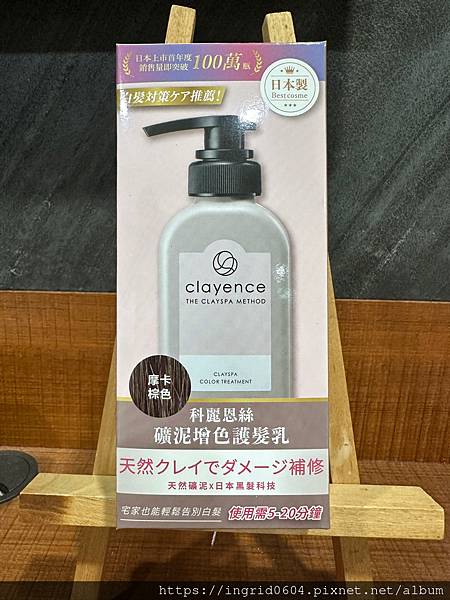 日本上市首年度
銷售量即突破 100萬瓶
日本製
Bestcosme
白髮対策ケア推薦!
clayence
THE CLAYSPA METHOD
CLAYSPA
COLOR TREATMENT
摩卡
棕色
科麗恩絲
礦泥增色護髮乳
天然クレイでダメージ補修
天然礦泥x日本黑髮科技
宅家也能輕鬆告別白髮
使用需5-20分鐘
https://ingrid0604.pixnet.net/album